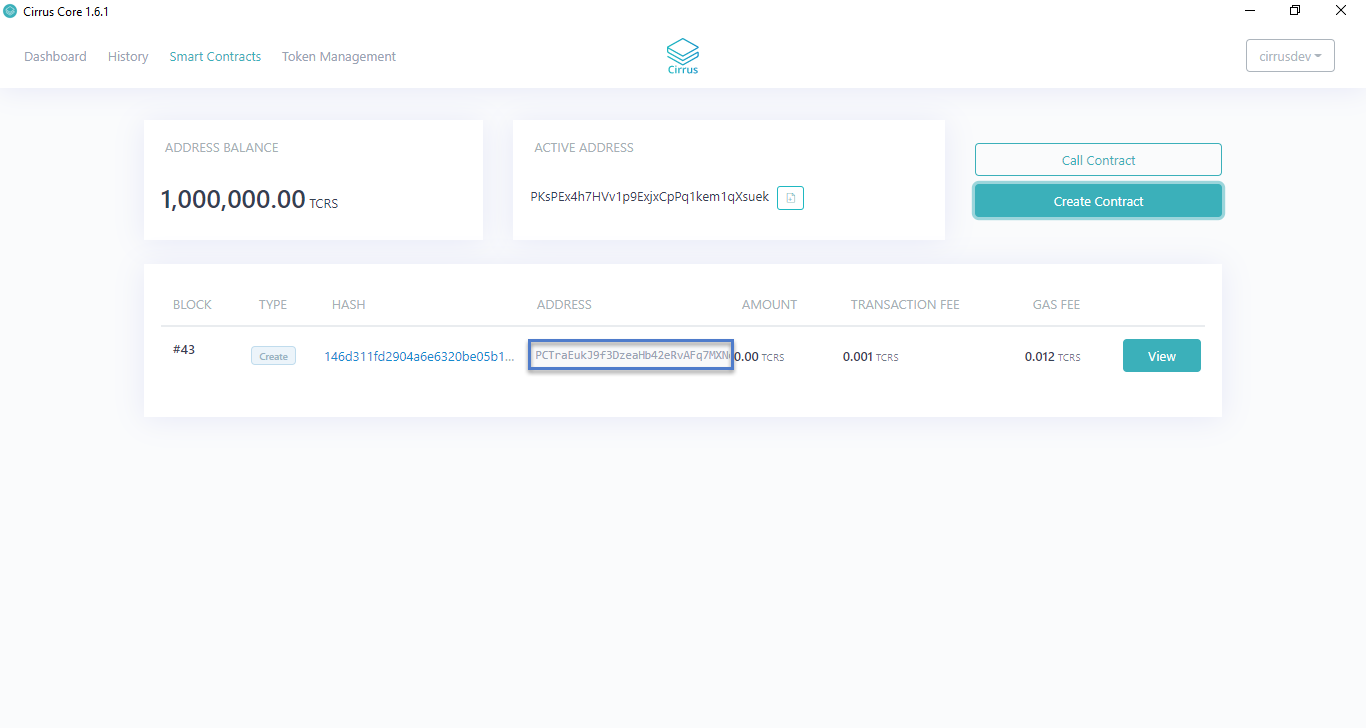 Cirrus Core 1.6.1
Dashboard History Smart Contracts Token Management
Cirrus
cirrusdev
ADDRESS BALANCE
1,000,000.00 TCRS
ACTIVE ADDRESS
PKsPEx4h7HVv1p9ExjxCpPq1kem1qXsuek
Call Contract
Create Contract
BLOCK TYPE HASH ADDRESS AMOUNT TRANSACTION FEE GAS FEE
#43 Create 146d311fd2904a6e6320be05b1... PCTraEukJ9f3DzeaHb42eRvAFq7MXN 0.00 TCRS 0.001 TCRS 0.012 TCRS View